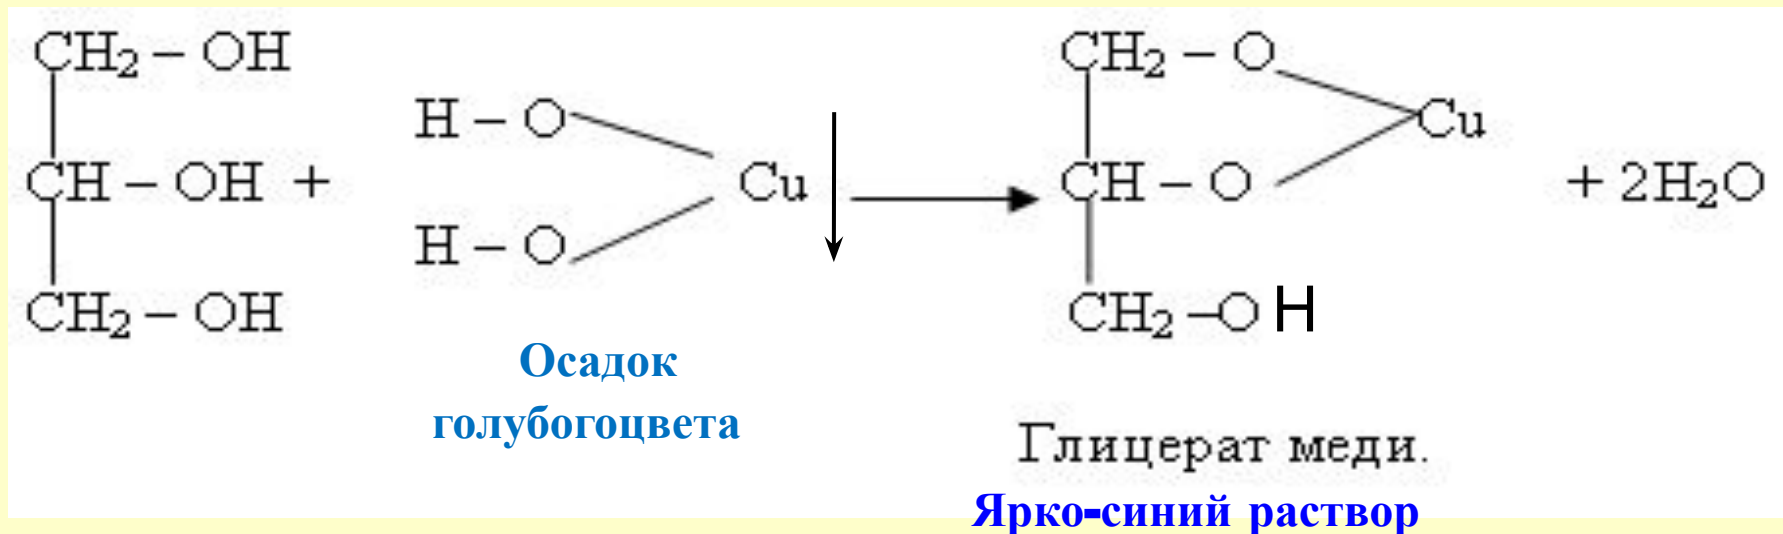 CH₂ – OH
H – O
CH – OH +
Cu
H – O
CH₂ – OH
CH₂ – O
Cu
CH – O
+ 2H₂O
CH₂ –O H
Осадок
голубогоцвета
Глицерат меди.
Ярко-синий раствор